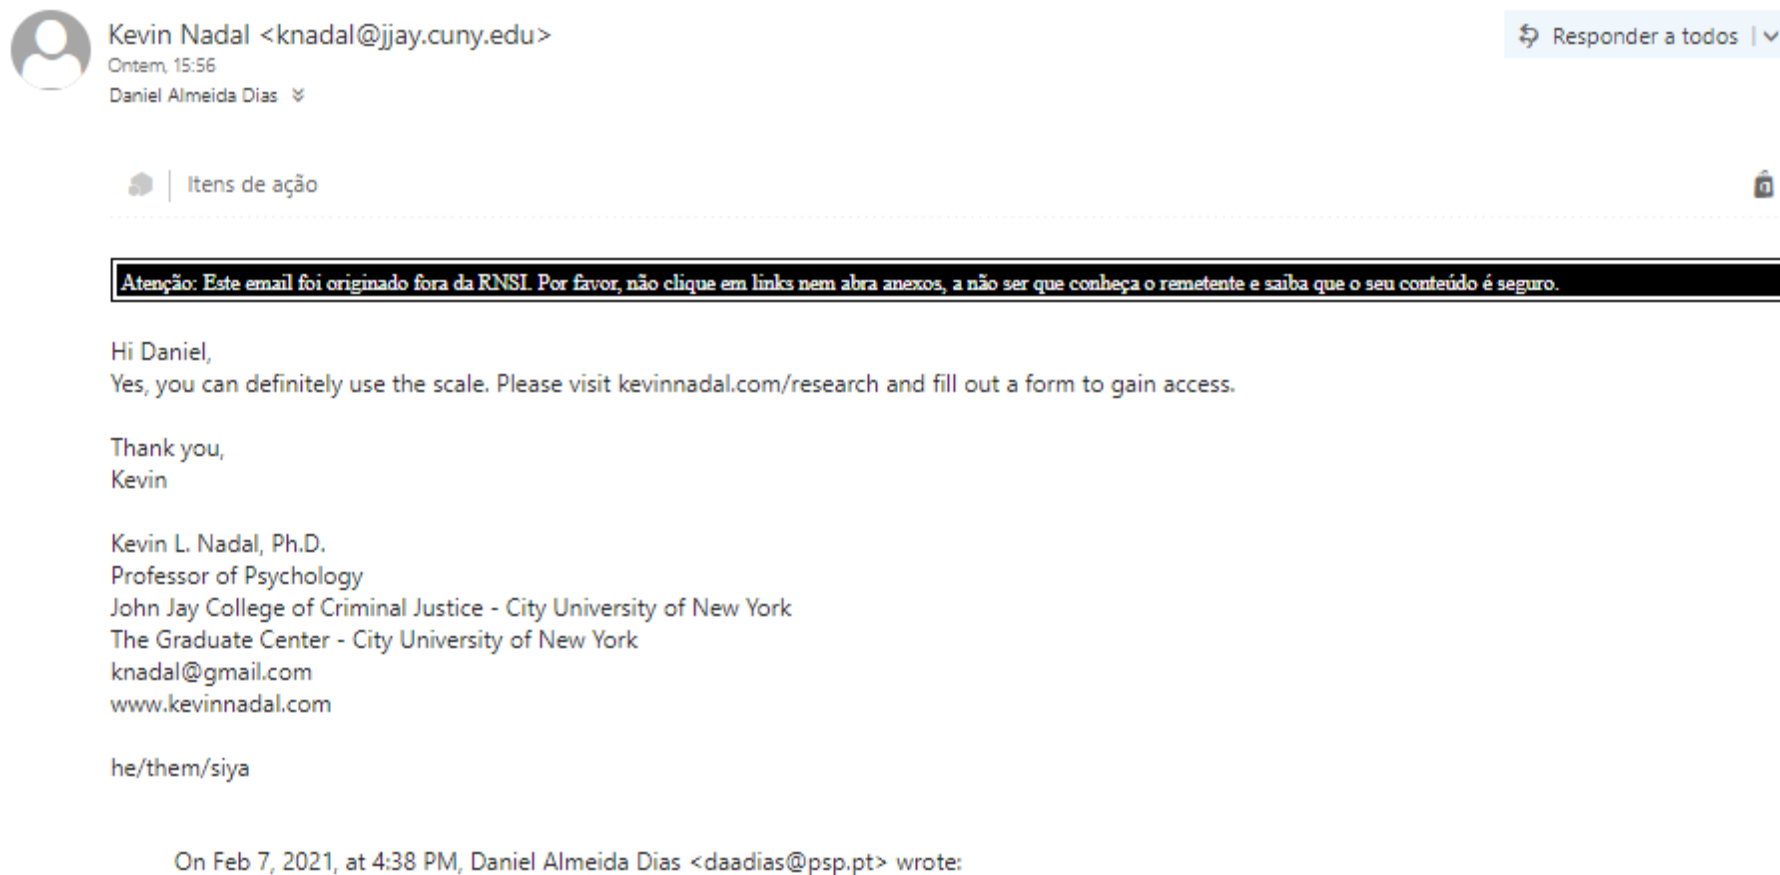 Kevin Nadal <knadal@jjay.cuny.edu>
Responder a todos
Ontem, 15:56
Daniel Almeida Dias
Itens de ação
Atenção: Este email foi originado fora da RNSI. Por favor, não clique em links nem abra anexos, a não ser que conheça o remetente e saiba que o seu conteúdo é seguro.
Hi Daniel,
Yes, you can definitely use the scale. Please visit kevinnadal.com/research and fill out a form to gain access.
Thank you,
Kevin
Kevin L. Nadal, Ph.D.
Professor of Psychology
John Jay College of Criminal Justice - City University of New York
The Graduate Center - City University of New York
knadal@gmail.com
www.kevinnadal.com
he/them/siya
On Feb 7, 2021, at 4:38 PM, Daniel Almeida Dias <daadias@psp.pt> wrote: